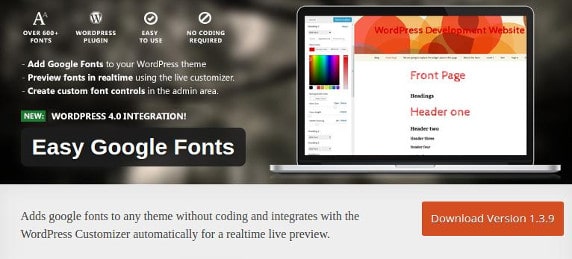 OVER 600+ FONTS
WORDPRESS PLUGIN
EASY TO USE
NO CODING REQUIRED
- Add Google Fonts to your WordPress theme
- Preview fonts in realtime using the live customizer.
- Create custom font controls in the admin area.
NEW: WORDPRESS 4.0 INTEGRATION!
Easy Google Fonts
WordPress Development Website
Front Page
Headings
Header one
Header two
Header three
Header four
Adds google fonts to any theme without coding and integrates with the
WordPress Customizer automatically for a realtime live preview.
Download Version 1.3.9